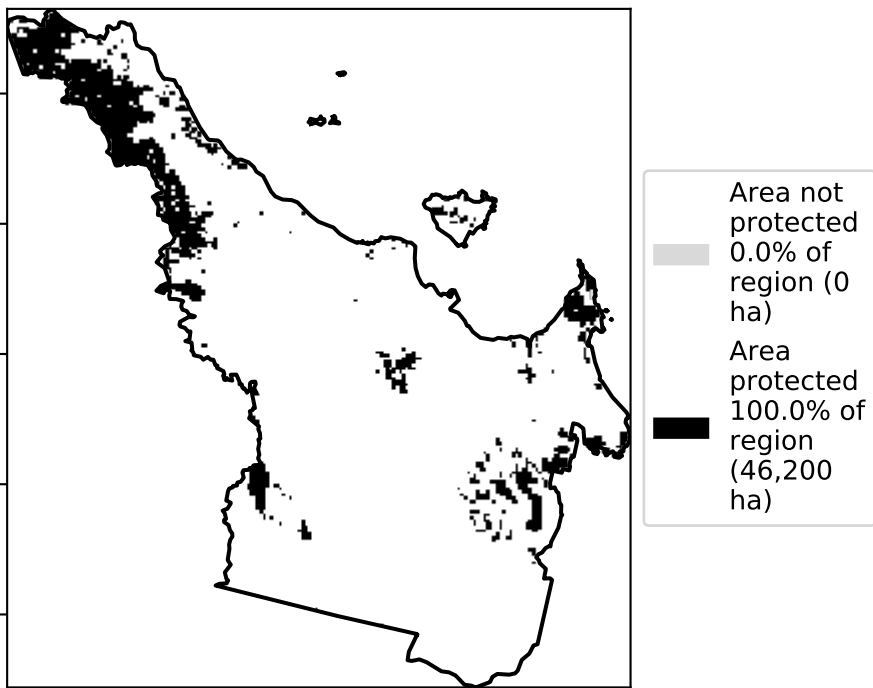 Area not
protected
0.0% of
region (0
ha)
Area
protected
100.0% of
region
(46,200
ha)